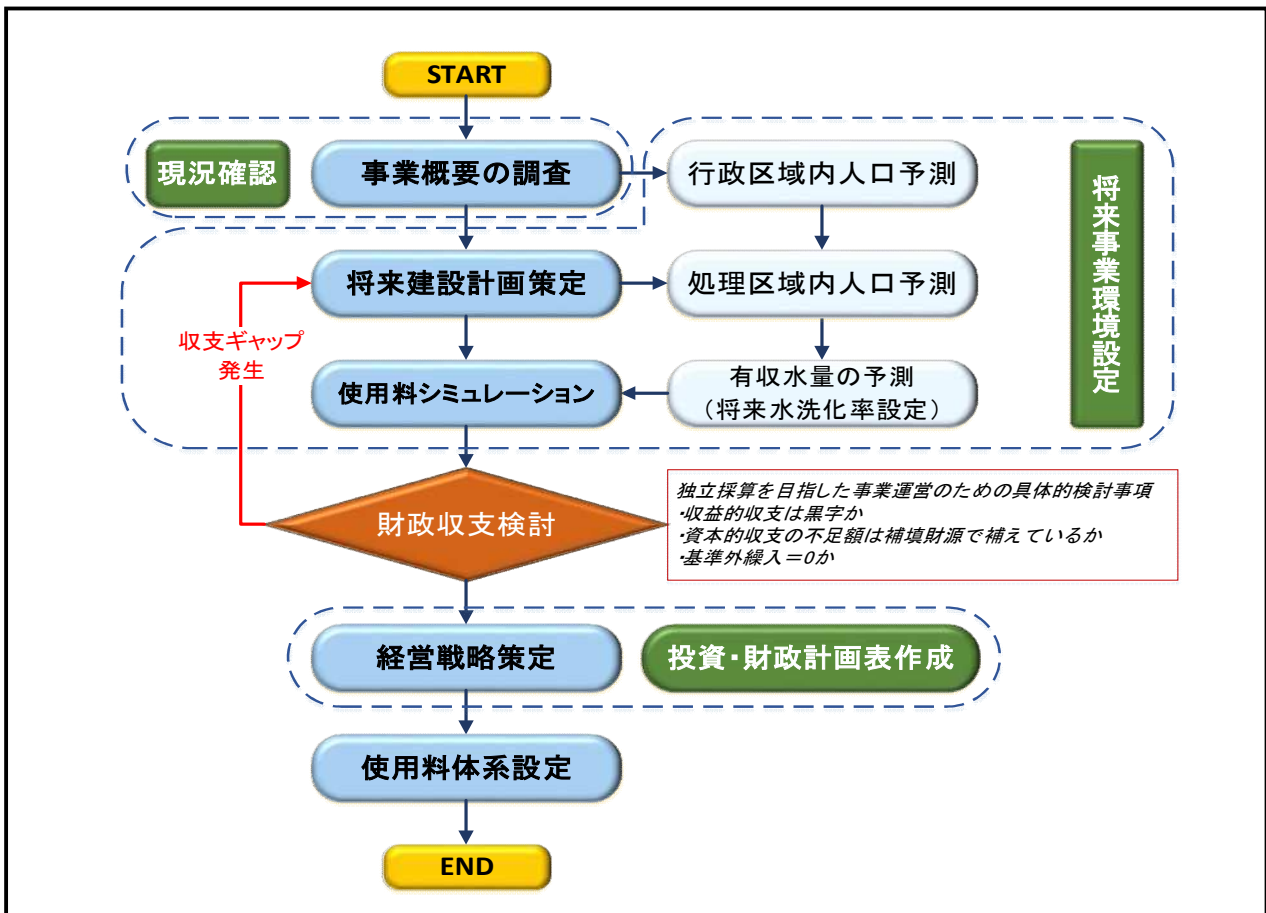 START
現況確認
事業概要の調査
行政区域内人口予測
将来事業環境設定
将来建設計画策定
処理区域内人口予測
収支ギャップ
発生
使用料シミュレーション
有収水量の予測
（将来水洗化率設定）
財政収支検討
独立採算を目指した事業運営のための具体的検討事項
・収益的収支は黒字か
・資本的収支の不足額は補填財源で補えているか
・基準外繰入＝0か
経営戦略策定
投資・財政計画表作成
使用料体系設定
END